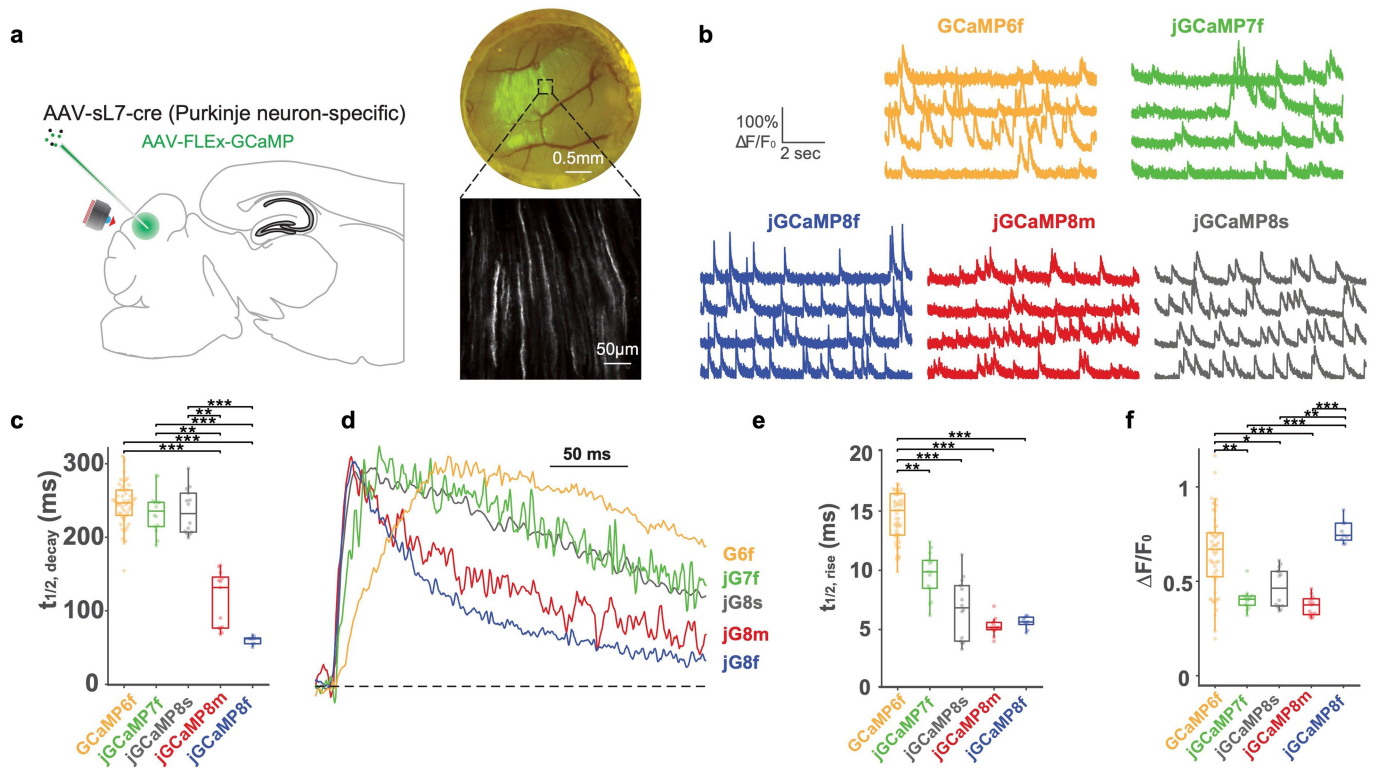 a
AAV-sL7-cre (Purkinje neuron-specific)
AAV-FLEx-GCaMP
0.5mm
50µm
b
GCaMP6f
jGCaMP7f
100%
ΔF/F₀
2 sec
jGCaMP8f
jGCaMP8m
jGCaMP8s
c
***
**
***
**
***
***
t1/2, decay (ms)
300
200
100
0
GCaMP6f
jGCaMP7f
jGCaMP8s
jGCaMP8m
jGCaMP8f
d
50 ms
G6f
jG7f
jG8s
jG8m
jG8f
e
***
***
***
**
t1/2, rise (ms)
20
15
10
5
0
GCaMP6f
jGCaMP7f
jGCaMP8s
jGCaMP8m
jGCaMP8f
f
***
**
***
***
*
**
ΔF/F₀
1
0.5
0
GCaMP6f
jGCaMP7f
jGCaMP8s
jGCaMP8m
jGCaMP8f